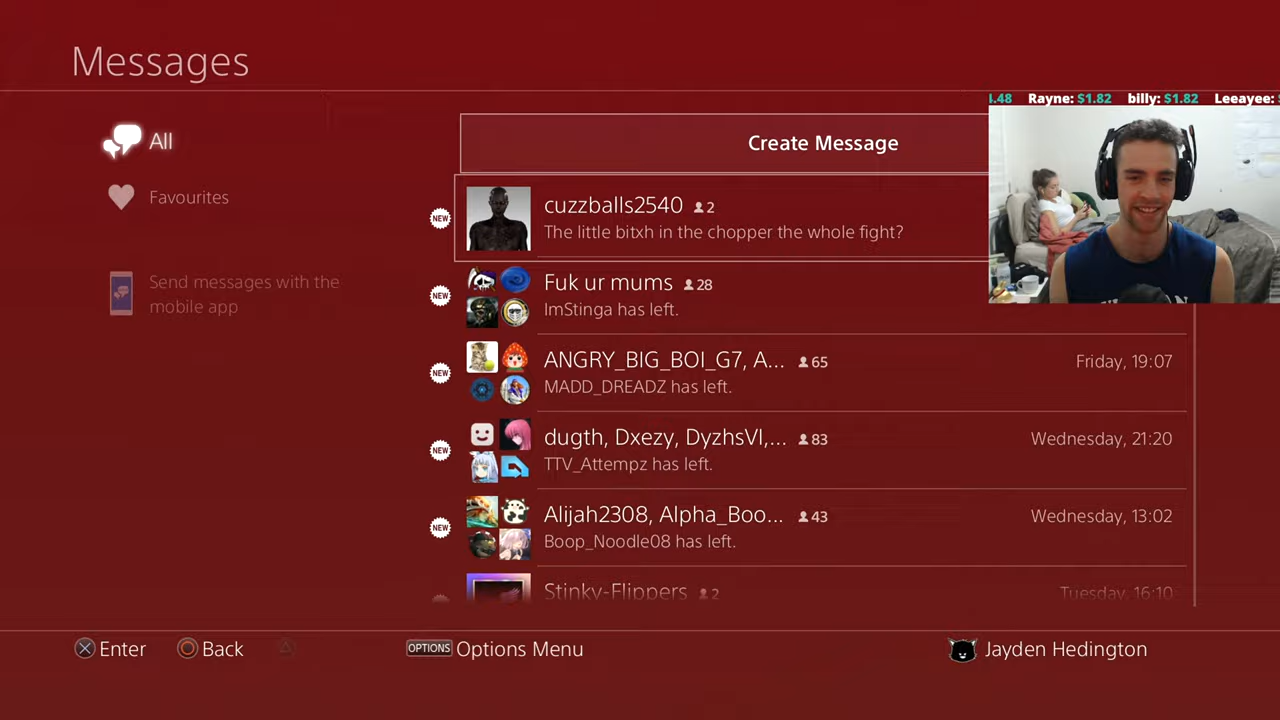 Messages
I.48 Rayne: $1.82 billy: $1.82 Leeayee:
All
Create Message
Favourites
NEW
cuzzballs2540 2
The little bitxh in the chopper the whole fight?
Send messages with the mobile app
NEW
Fuk ur mums 28
ImStinga has left.
NEW
ANGRY_BIG_BOI_G7, A... 65
Friday, 19:07
MADD_DREADZ has left.
NEW
dugth, Dxezy, DyzhsVI,... 83
Wednesday, 21:20
TTV_Attempz has left.
NEW
Alijah2308, Alpha_Boo... 43
Wednesday, 13:02
Boop_Noodle08 has left.
Stinky-Flippers 2
Tuesday, 16:10
Enter
Back
OPTIONS Options Menu
Jayden Hedington